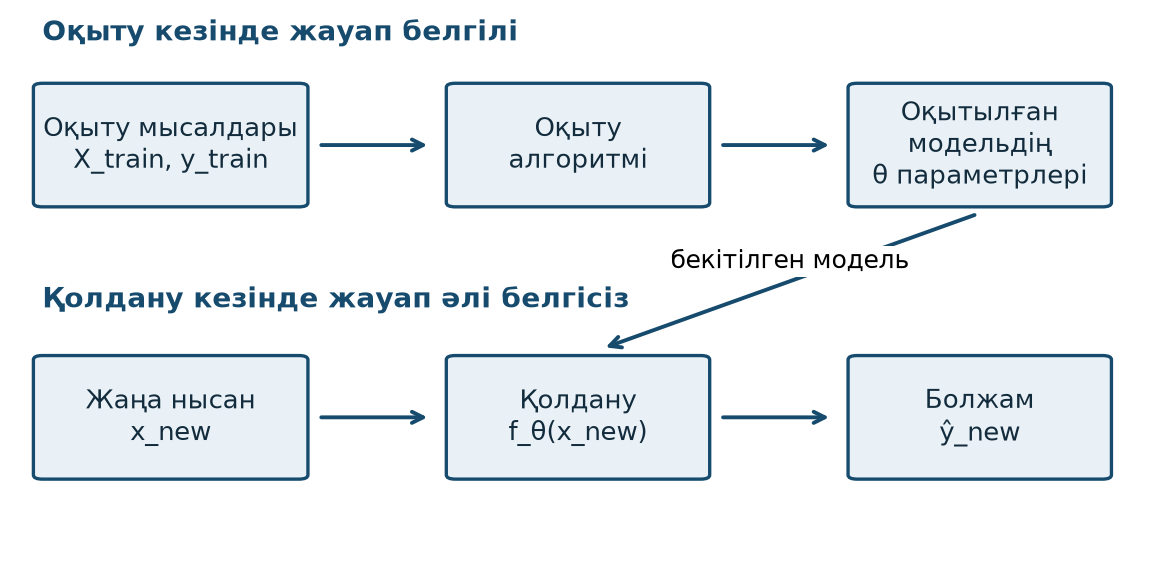 Оқыту кезінде жауап белгілі
Оқыту мысалдары
X_train, y_train
Оқыту
алгоритмі
Оқытылған
модельдің
θ параметрлері
бекітілген модель
Қолдану кезінде жауап әлі белгісіз
Жаңа нысан
x_new
Қолдану
f_θ(x_new)
Болжам
ŷ_new